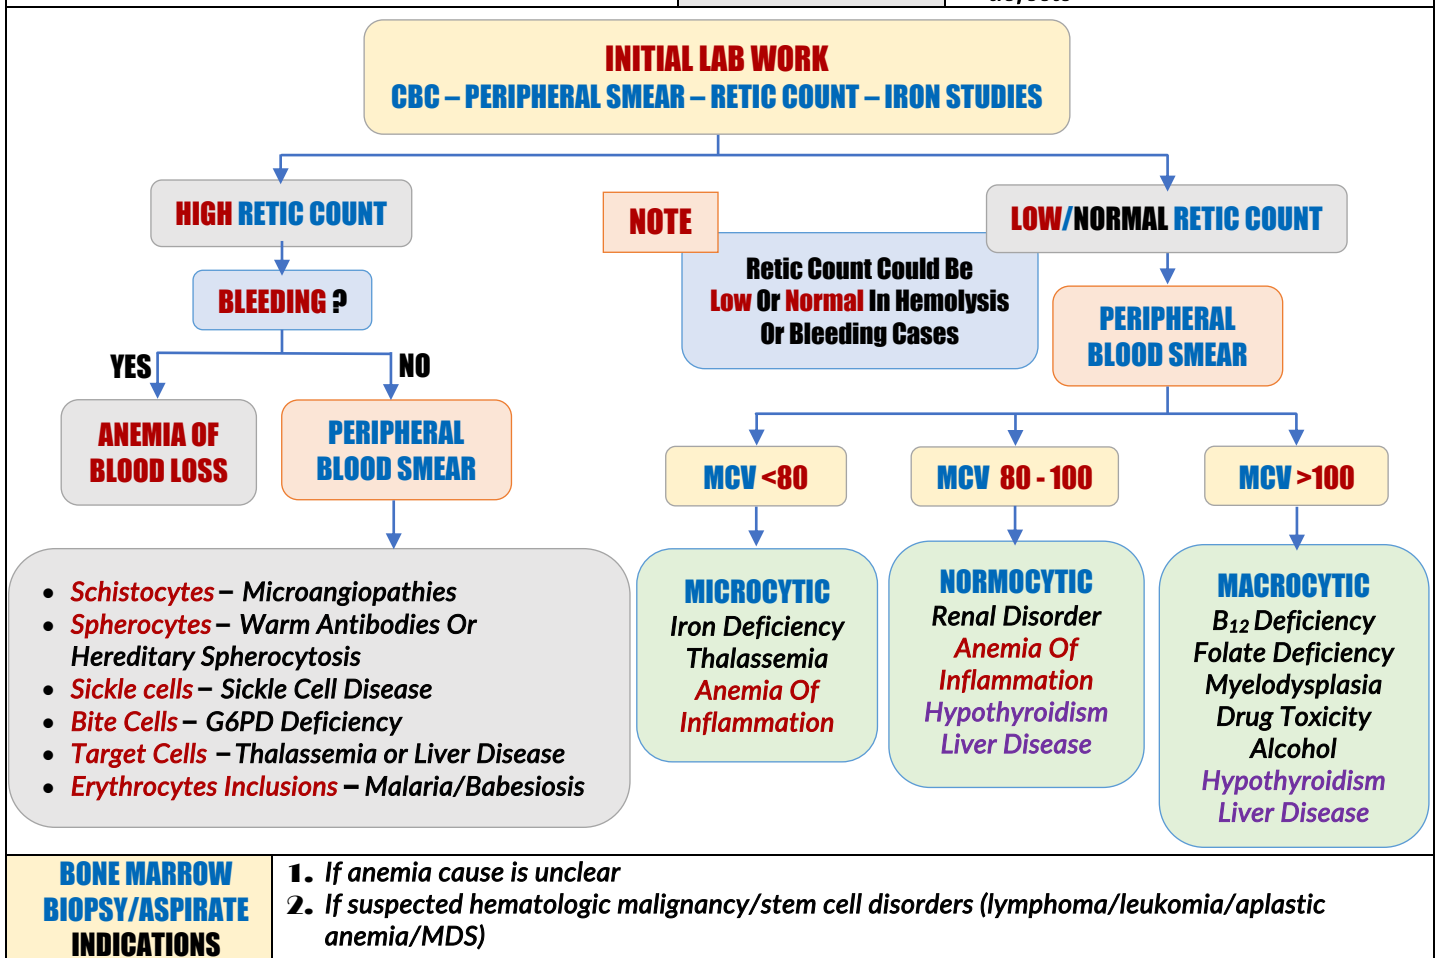 INITIAL LAB WORK
CBC – PERIPHERAL SMEAR – RETIC COUNT – IRON STUDIES
HIGH RETIC COUNT
NOTE
LOW/NORMAL RETIC COUNT
Retic Count Could Be
Low Or Normal In Hemolysis
Or Bleeding Cases
BLEEDING ?
PERIPHERAL
BLOOD SMEAR
YES
NO
ANEMIA OF
BLOOD LOSS
PERIPHERAL
BLOOD SMEAR
MCV <80
MCV 80 - 100
MCV >100
• Schistocytes – Microangiopathies
• Spherocytes – Warm Antibodies Or
Hereditary Spherocytosis
• Sickle cells – Sickle Cell Disease
• Bite Cells – G6PD Deficiency
• Target Cells – Thalassemia or Liver Disease
• Erythrocytes Inclusions – Malaria/Babesiosis
MICROCYTIC
Iron Deficiency
Thalassemia
Anemia Of
Inflammation
NORMOCYTIC
Renal Disorder
Anemia Of
Inflammation
Hypothyroidism
Liver Disease
MACROCYTIC
B₁₂ Deficiency
Folate Deficiency
Myelodysplasia
Drug Toxicity
Alcohol
Hypothyroidism
Liver Disease
BONE MARROW
BIOPSY/ASPIRATE
INDICATIONS
1. If anemia cause is unclear
2. If suspected hematologic malignancy/stem cell disorders (lymphoma/leukomia/aplastic
anemia/MDS)